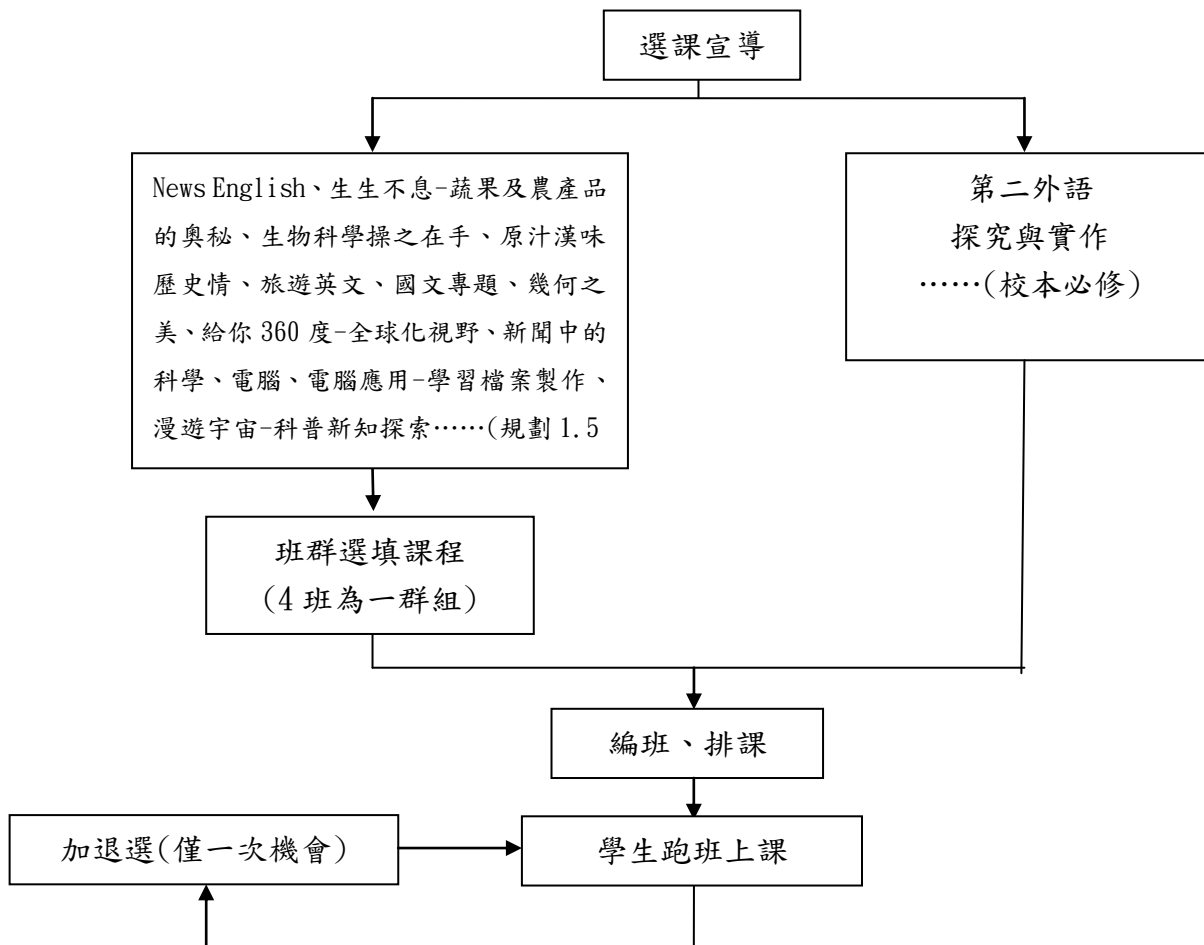 選課宣導
News English、生生不息-蔬果及農產品
的奧秘、生物科學操之在手、原汁漢味
歷史情、旅遊英文、國文專題、幾何之
美、給你 360 度-全球化視野、新聞中的
科學、電腦、電腦應用-學習檔案製作、
漫遊宇宙-科普新知探索……(規劃 1.5
第二外語
探究與實作
……(校本必修)
班群選填課程
(4 班為一群組)
編班、排課
加退選(僅一次機會)
學生跑班上課